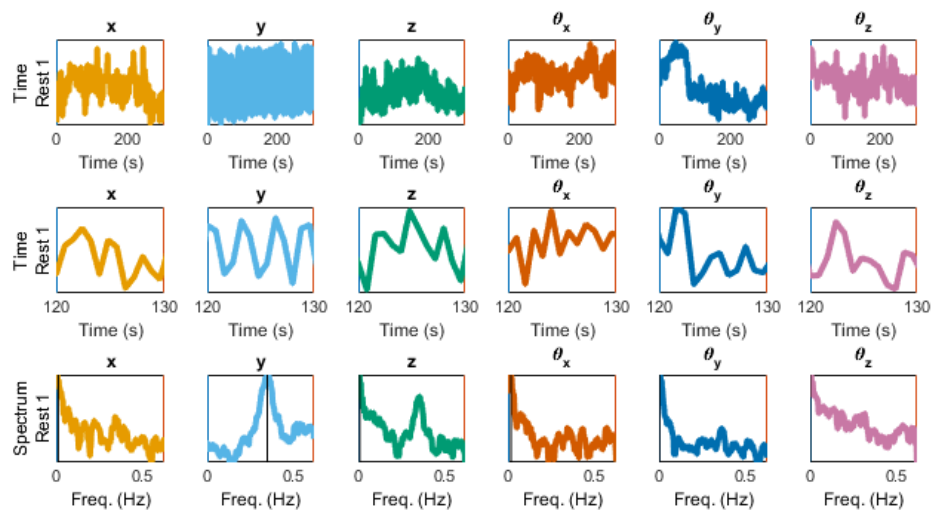 x y z θx θy θz
Time
Rest 1
0 200 0 200 0 200 0 200 0 200 0 200
Time (s) Time (s) Time (s) Time (s) Time (s) Time (s)
x y z θx θy θz
Time
Rest 1
120 130 120 130 120 130 120 130 120 130 120 130
Time (s) Time (s) Time (s) Time (s) Time (s) Time (s)
x y z θx θy θz
Spectrum
Rest 1
0 0.5 0 0.5 0 0.5 0 0.5 0 0.5 0 0.5
Freq. (Hz) Freq. (Hz) Freq. (Hz) Freq. (Hz) Freq. (Hz) Freq. (Hz)